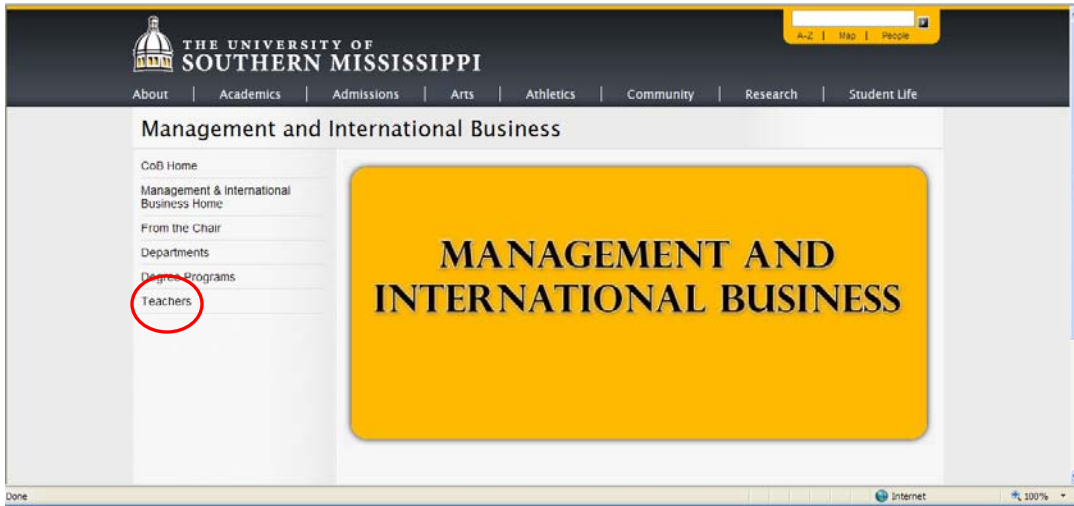 A-Z | Map | People
THE UNIVERSITY OF
SOUTHERN MISSISSIPPI
About | Academics | Admissions | Arts | Athletics | Community | Research | Student Life
Management and International Business
CoB Home
Management & International
Business Home
From the Chair
Departments
Degree Programs
Teachers
MANAGEMENT AND
INTERNATIONAL BUSINESS
Done
Internet
100%